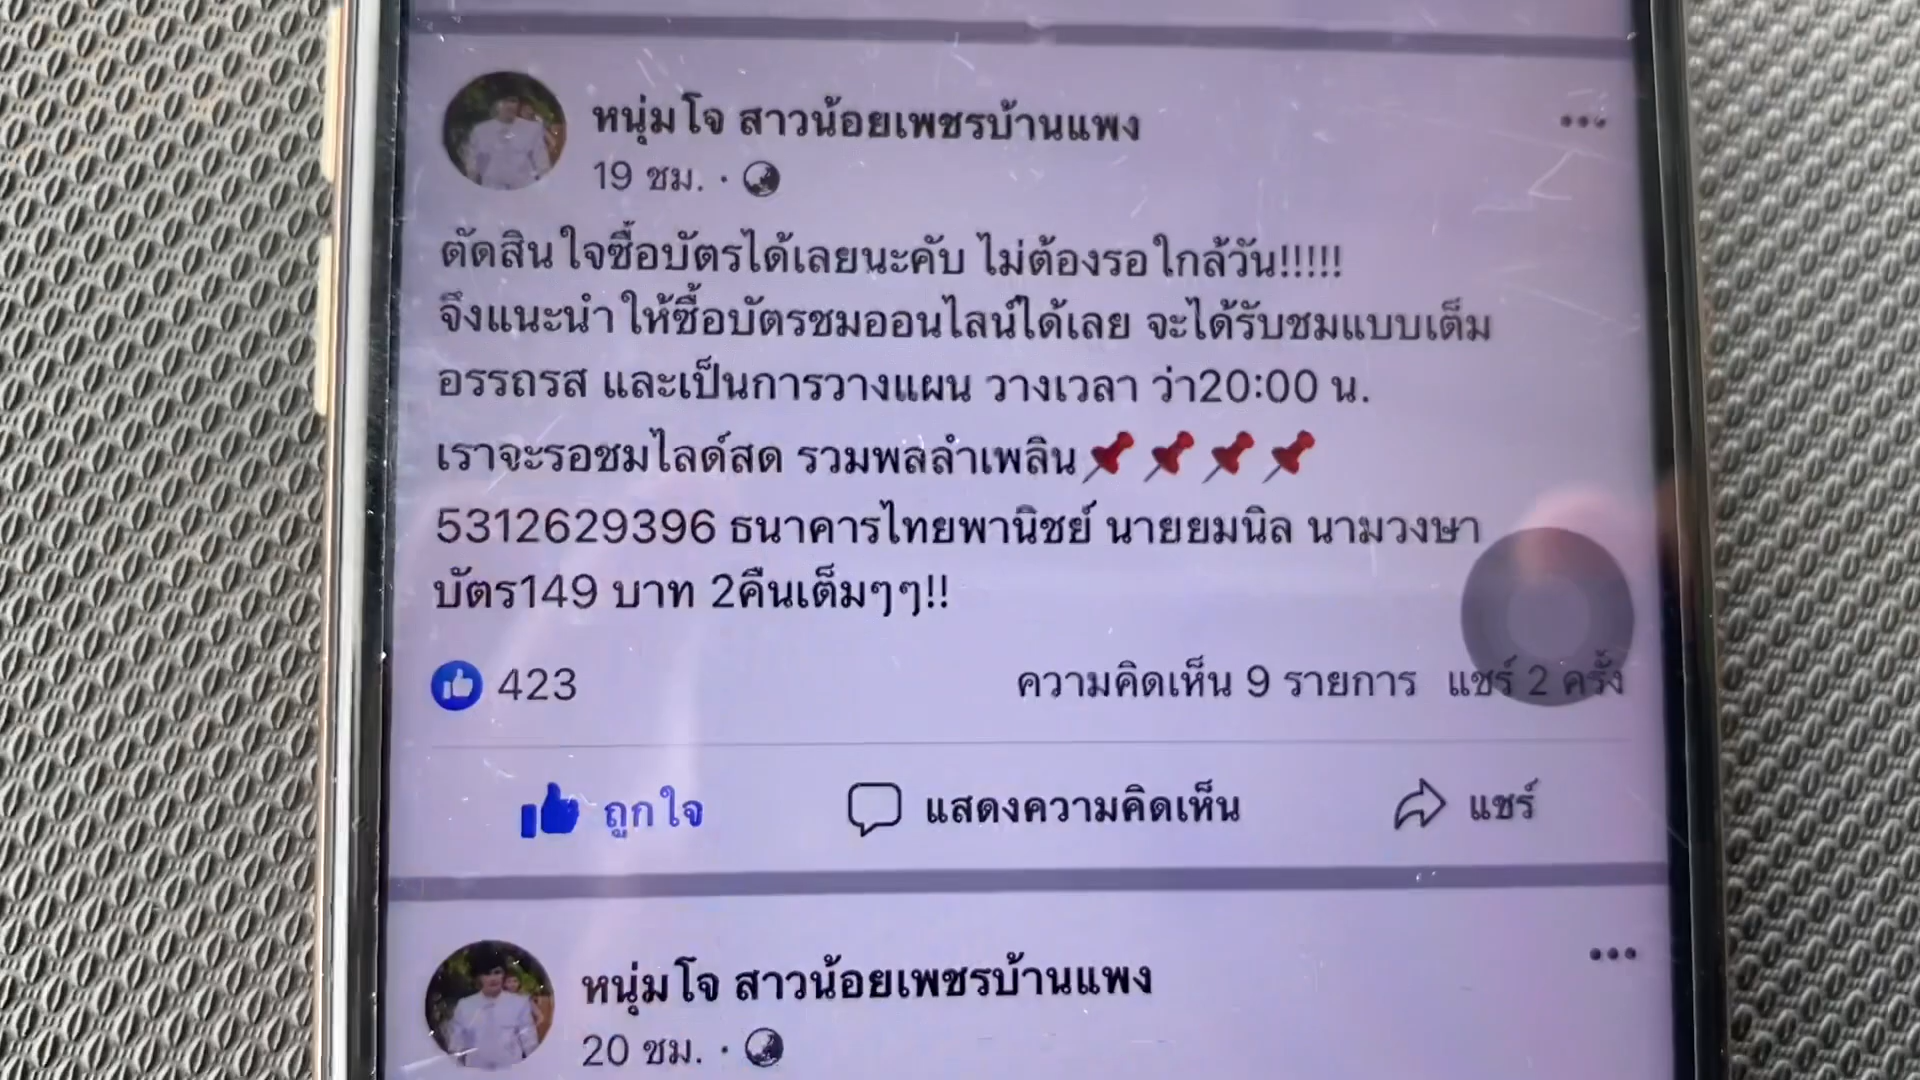 หนุ่มโจ สาวน้อยเพชรบ้านแพง
19 ชม. ·
ตัดสินใจซื้อบัตรได้เลยนะคับ ไม่ต้องรอใกล้วัน!!!!!
จึงแนะนำให้ซื้อบัตรชมออนไลน์ได้เลย จะได้รับชมแบบเต็ม
อรรถรส และเป็นการวางแผน วางเวลา ว่า20:00 น.
เราจะรอชมไลด์สด รวมพลลำเพลิน📌📌📌📌
5312629396 ธนาคารไทยพานิชย์ นายยมนิล นามวงษา
บัตร149 บาท 2คืนเต็มๆๆ!!
423 ความคิดเห็น 9 รายการ แชร์ 2 ครั้ง
ถูกใจ แสดงความคิดเห็น แชร์
หนุ่มโจ สาวน้อยเพชรบ้านแพง
20 ชม. ·